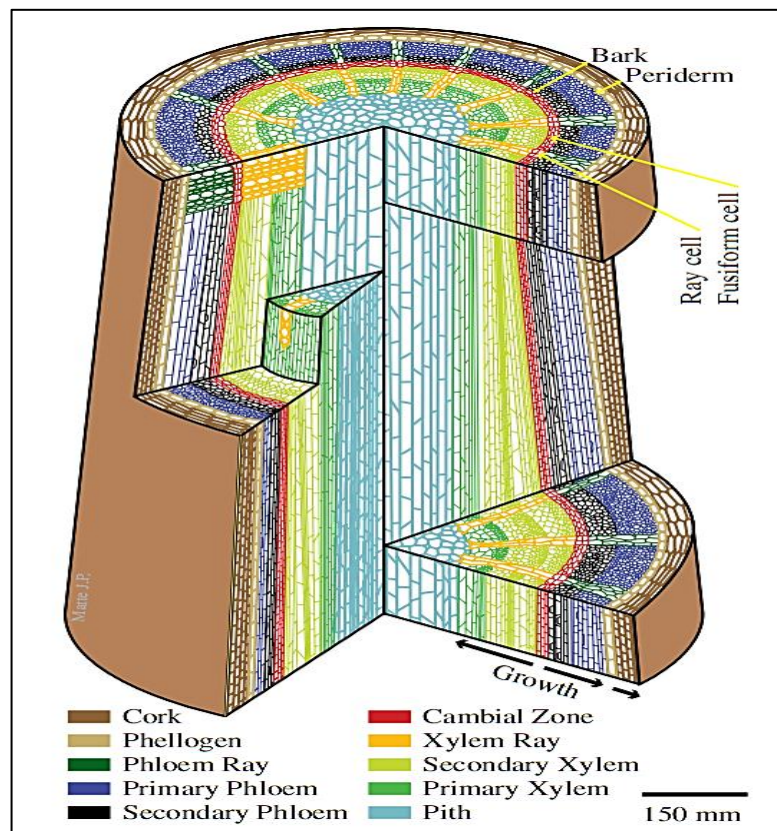 Bark
Periderm
Ray cell
Fusiform cell
Matte J.P.
Growth
Cork
Phellogen
Phloem Ray
Primary Phloem
Secondary Phloem
Cambial Zone
Xylem Ray
Secondary Xylem
Primary Xylem
Pith
150 mm